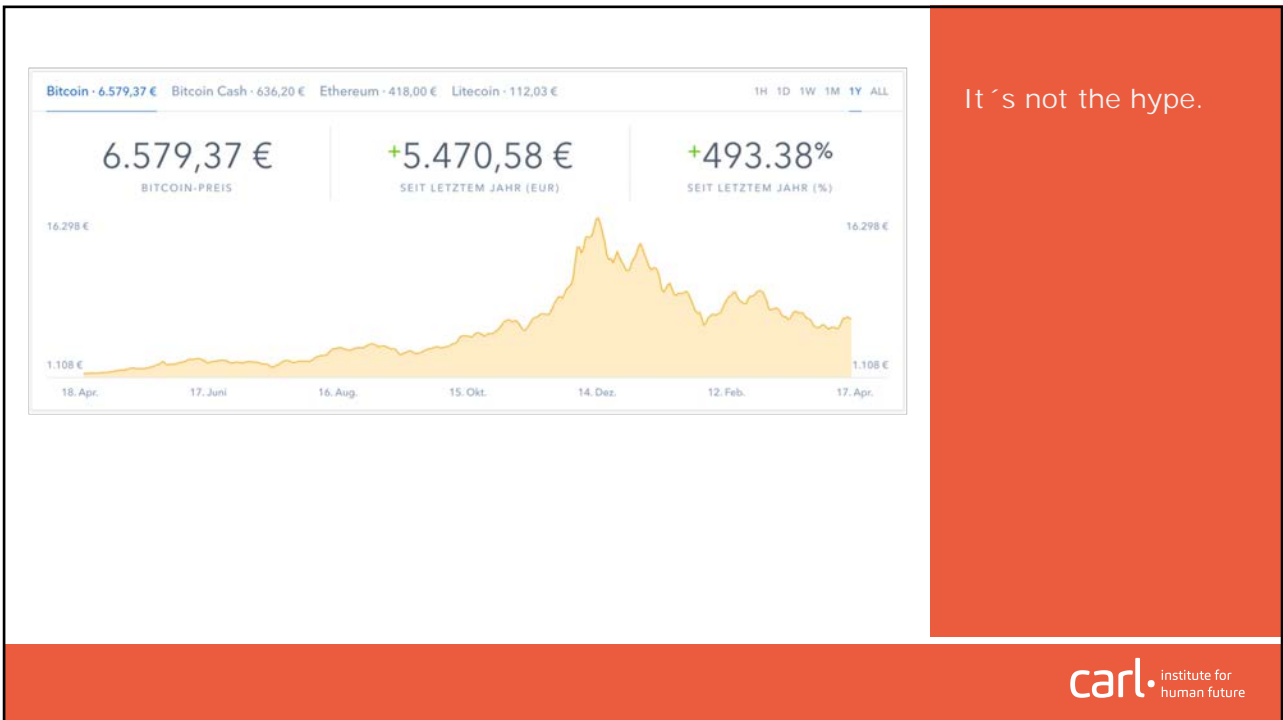 Bitcoin · 6.579,37 € Bitcoin Cash · 636,20 € Ethereum · 418,00 € Litecoin · 112,03 € 1H 1D 1W 1M 1Y ALL
6.579,37 € +5.470,58 € +493.38%
BITCOIN-PREIS SEIT LETZTEM JAHR (EUR) SEIT LETZTEM JAHR (%)
16.298 € 16.298 €
1.108 € 1.108 €
18. Apr. 17. Juni 16. Aug. 15. Okt. 14. Dez. 12. Feb. 17. Apr.
It´s not the hype.
carl. institute for
human future